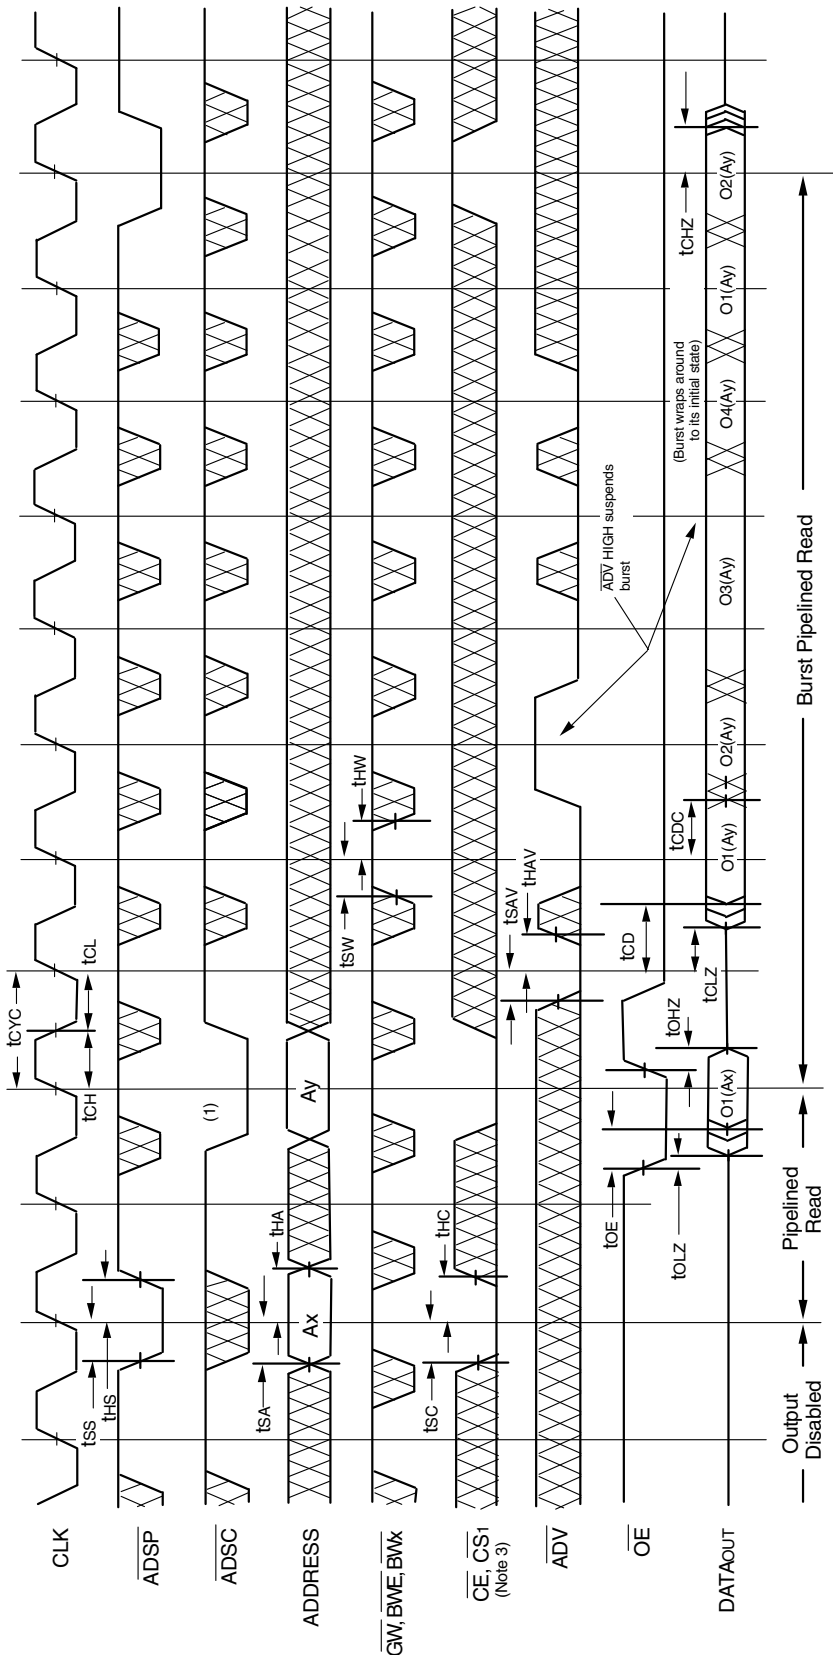 CLK
ADSP
ADSC
ADDRESS
GW, BWE, BWx
CE, CS1
(Note 3)
ADV
OE
DATAOUT
tCYC
tCH
tCL
tSS
tHS
(1)
tSA
tHA
Ax
Ay
tSW
tHW
tSC
tHC
tSAV
tHAV
ADV HIGH suspends
burst
tOE
tOHZ
tCD
tOLZ
tCLZ
tCDC
(Burst wraps around
to its initial state)
tCHZ
O1(Ax)
O1(Ay)
O2(Ay)
O3(Ay)
O4(Ay)
O1(Ay)
O2(Ay)
Output
Disabled
Pipelined
Read
Burst Pipelined Read